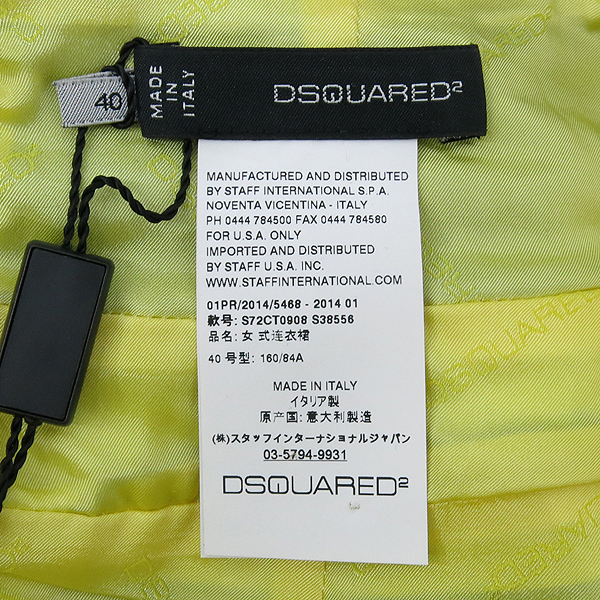 40
MADE
IN
ITALY
DSQUARED²
MANUFACTURED AND DISTRIBUTED
BY STAFF INTERNATIONAL S.P.A.
NOVENTA VICENTINA - ITALY
PH 0444 784500 FAX 0444 784580
FOR U.S.A. ONLY
IMPORTED AND DISTRIBUTED
BY STAFF U.S.A. INC.
WWW.STAFFINTERNATIONAL.COM
01PR/2014/5468 - 2014 01
款号: S72CT0908 S38556
品名: 女 式连衣裙
40 号型: 160/84A
MADE IN ITALY
イタリア製
原产国: 意大利製造
(株)スタッフインターナショナルジャパン
03-5794-9931
DSQUARED²
DSQUARED²